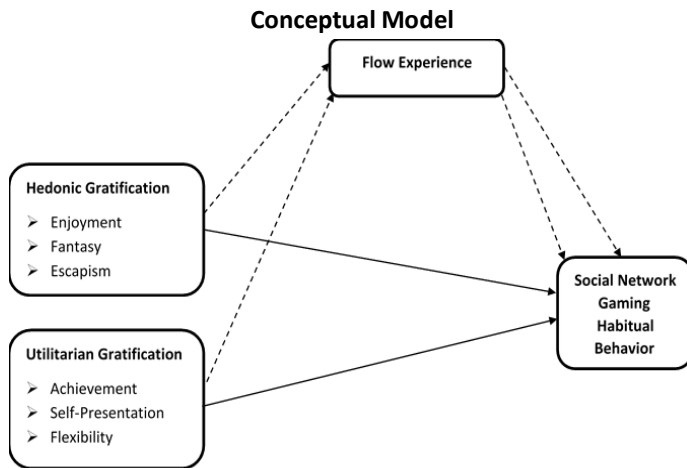 Conceptual Model
Flow Experience
Hedonic Gratification
➢ Enjoyment
➢ Fantasy
➢ Escapism
Social Network
Gaming
Habitual
Behavior
Utilitarian Gratification
➢ Achievement
➢ Self-Presentation
➢ Flexibility